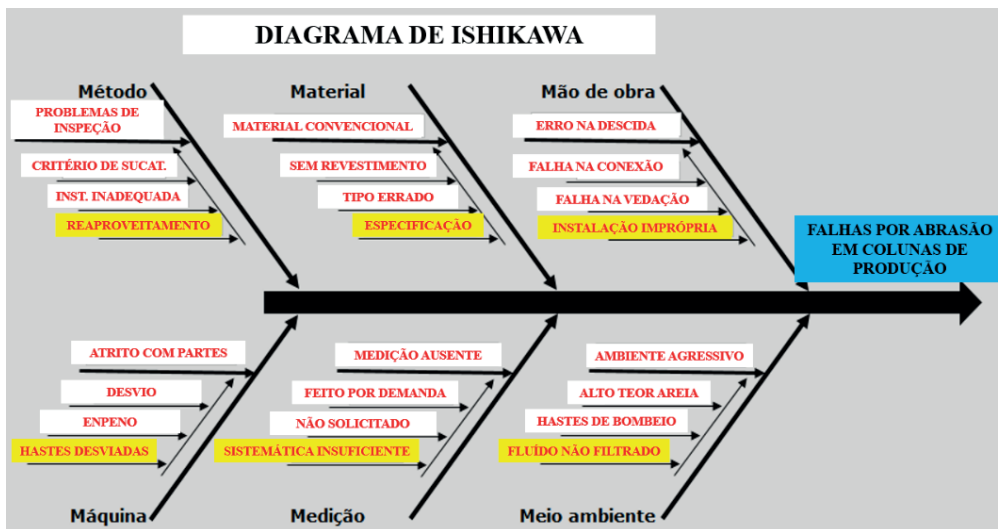 DIAGRAMA DE ISHIKAWA
Método
PROBLEMAS DE
INSPEÇÃO
CRITÉRIO DE SUCAT.
INST. INADEQUADA
REAPROVEITAMENTO
Material
MATERIAL CONVENCIONAL
SEM REVESTIMENTO
TIPO ERRADO
ESPECIFICAÇÃO
Mão de obra
ERRO NA DESCIDA
FALHA NA CONEXÃO
FALHA NA VEDAÇÃO
INSTALAÇÃO IMPRÓPRIA
FALHAS POR ABRASÃO
EM COLUNAS DE
PRODUÇÃO
ATRITO COM PARTES
DESVIO
ENPENO
HASTES DESVIADAS
Máquina
MEDIÇÃO AUSENTE
FEITO POR DEMANDA
NÃO SOLICITADO
SISTEMÁTICA INSUFICIENTE
Medição
AMBIENTE AGRESSIVO
ALTO TEOR AREIA
HASTES DE BOMBEIO
FLUÍDO NÃO FILTRADO
Meio ambiente